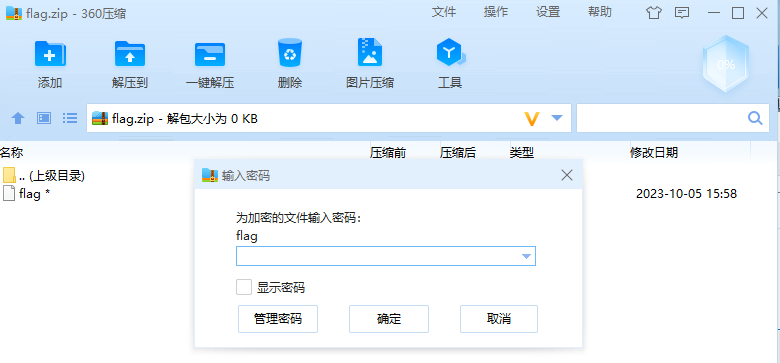 flag.zip - 360压缩
文件 操作 设置 帮助
添加 解压到 一键解压 删除 图片压缩 工具
0%
flag.zip - 解包大小为 0 KB
名称 压缩前 压缩后 类型 修改日期
.. (上级目录)
flag * 2023-10-05 15:58
输入密码
为加密的文件输入密码：
flag
显示密码
管理密码 确定 取消